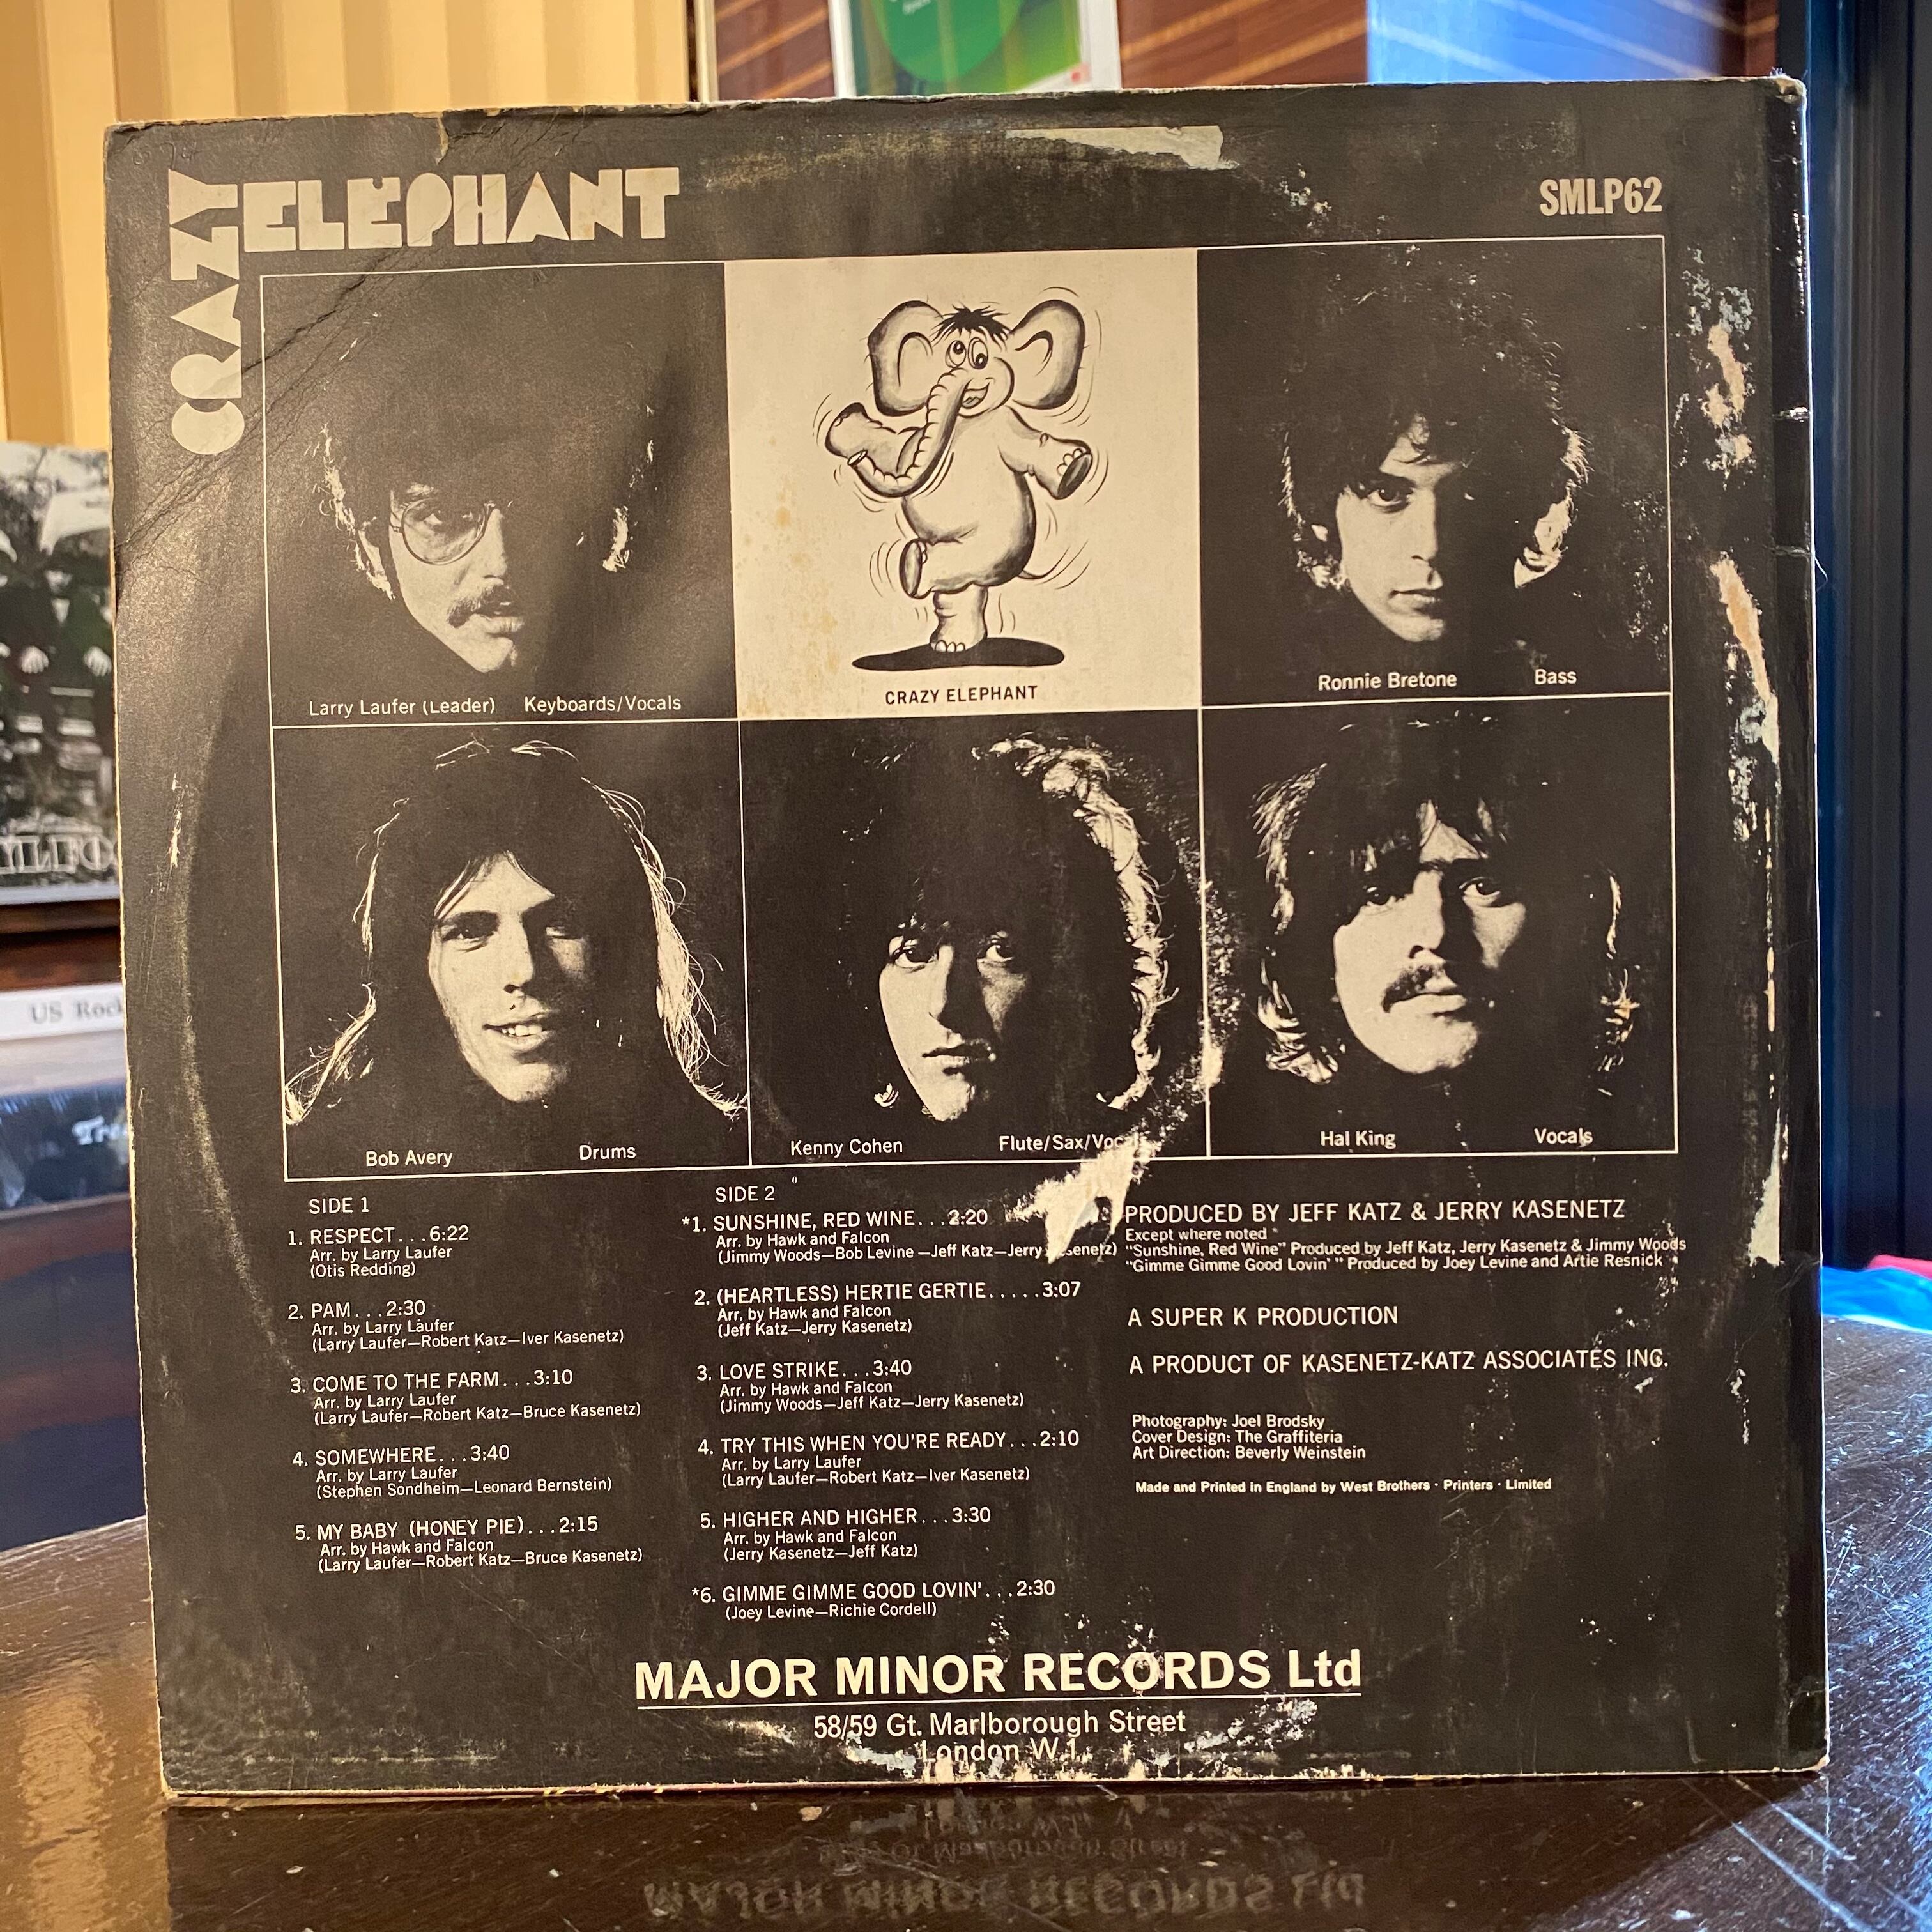 CRAZY ELEPHANT
SMLP62
Larry Laufer (Leader) Keyboards/Vocals
CRAZY ELEPHANT
Ronnie Bretone Bass
Bob Avery Drums
Kenny Cohen Flute/Sax/
Hal King Vocals
SIDE 1
1. RESPECT...6:22
Arr. by Larry Laufer
(Otis Redding)
2. PAM...2:30
Arr. by Larry Laufer
(Larry Laufer—Robert Katz—Iver Kasenetz)
3. COME TO THE FARM...3:10
Arr. by Larry Laufer
(Larry Laufer—Robert Katz—Bruce Kasenetz)
4. SOMEWHERE...3:40
Arr. by Larry Laufer
(Stephen Sondheim—Leonard Bernstein)
5. MY BABY (HONEY PIE)...2:15
Arr. by Hawk and Falcon
(Larry Laufer—Robert Katz—Bruce Kasenetz)
SIDE 2
*1. SUNSHINE, RED WINE...2:20
Arr. by Hawk and Falcon
(Jimmy Woods—Bob Levine—Jeff Katz—Jerry
2. (HEARTLESS) HERTIE GERTIE.....3:07
Arr. by Hawk and Falcon
(Jeff Katz—Jerry Kasenetz)
3. LOVE STRIKE...3:40
Arr. by Hawk and Falcon
(Jimmy Woods—Jeff Katz—Jerry Kasenetz)
4. TRY THIS WHEN YOU'RE READY...2:10
Arr. by Larry Laufer
(Larry Laufer—Robert Katz—Iver Kasenetz)
5. HIGHER AND HIGHER...3:30
Arr. by Hawk and Falcon
(Jerry Kasenetz—Jeff Katz)
*6. GIMME GIMME GOOD LOVIN'...2:30
(Joey Levine—Richie Cordell)
PRODUCED BY JEFF KATZ & JERRY KASENETZ
Except where noted *
"Sunshine, Red Wine" Produced by Jeff Katz, Jerry Kasenetz & Jimmy Woods
"Gimme Gimme Good Lovin' " Produced by Joey Levine and Artie Resnick
A SUPER K PRODUCTION
A PRODUCT OF KASENETZ-KATZ ASSOCIATES INC.
Photography: Joel Brodsky
Cover Design: The Graffiteria
Art Direction: Beverly Weinstein
Made and Printed in England by West Brothers · Printers · Limited
MAJOR MINOR RECORDS Ltd
58/59 Gt. Marlborough Street
London W.1.
US Rock